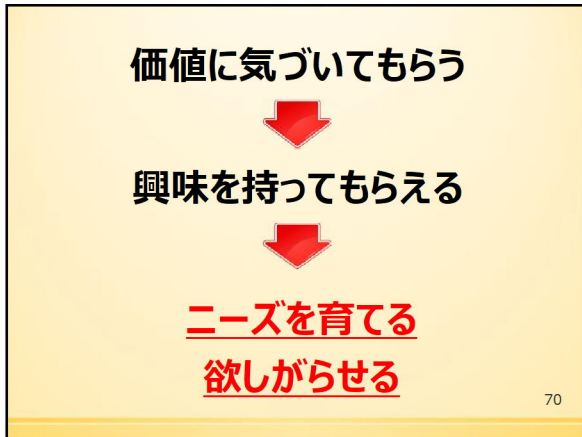 価値に気づいてもらう
興味を持ってもらえる
ニーズを育てる
欲しがらせる
70